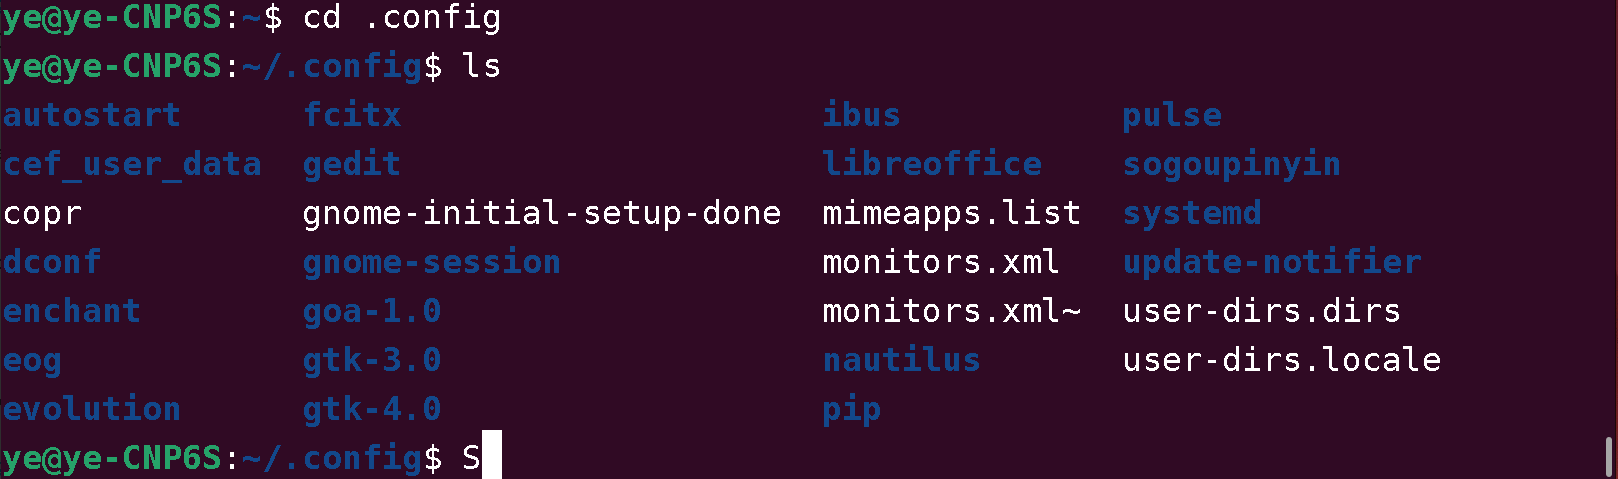 ye@ye-CNP6S:~$ cd .config
ye@ye-CNP6S:~/.config$ ls
autostart fcitx ibus pulse
cef_user_data gedit libreoffice sogoupinyin
copr gnome-initial-setup-done mimeapps.list systemd
dconf gnome-session monitors.xml update-notifier
enchant goa-1.0 monitors.xml~ user-dirs.dirs
eog gtk-3.0 nautilus user-dirs.locale
evolution gtk-4.0 pip
ye@ye-CNP6S:~/.config$ S